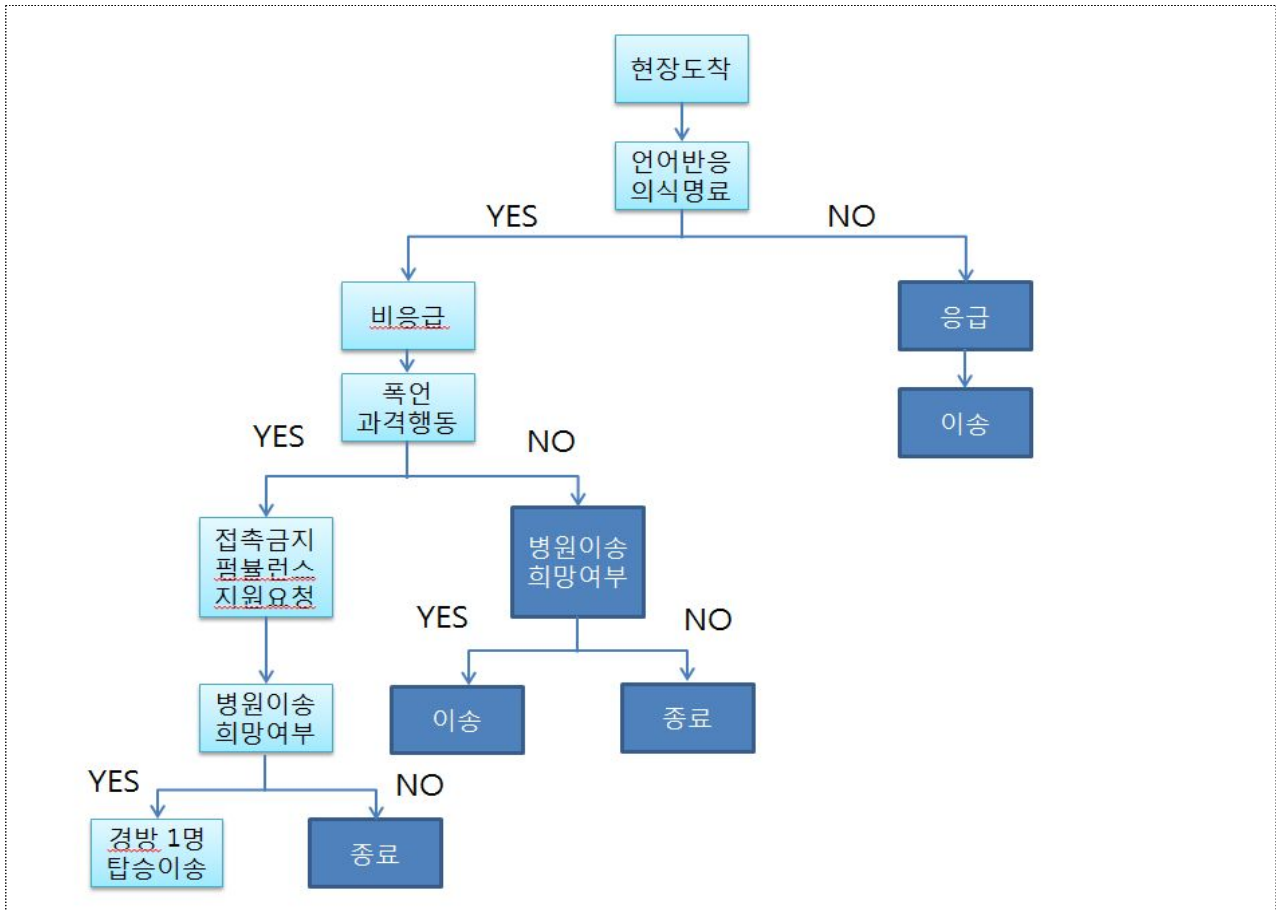 현장도착
언어반응
의식명료
YES
NO
비응급
응급
폭언
과격행동
이송
YES
NO
접촉금지
펌뷸런스
지원요청
병원이송
희망여부
YES
NO
병원이송
희망여부
이송
종료
YES
NO
경방 1명
탑승이송
종료